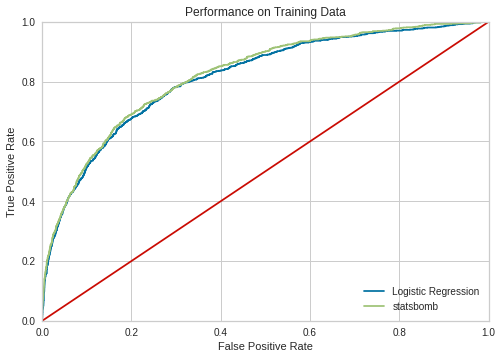 Performance on Training Data
True Positive Rate
1.0
0.8
0.6
0.4
0.2
0.0
Logistic Regression
statsbomb
0.0 0.2 0.4 0.6 0.8 1.0
False Positive Rate